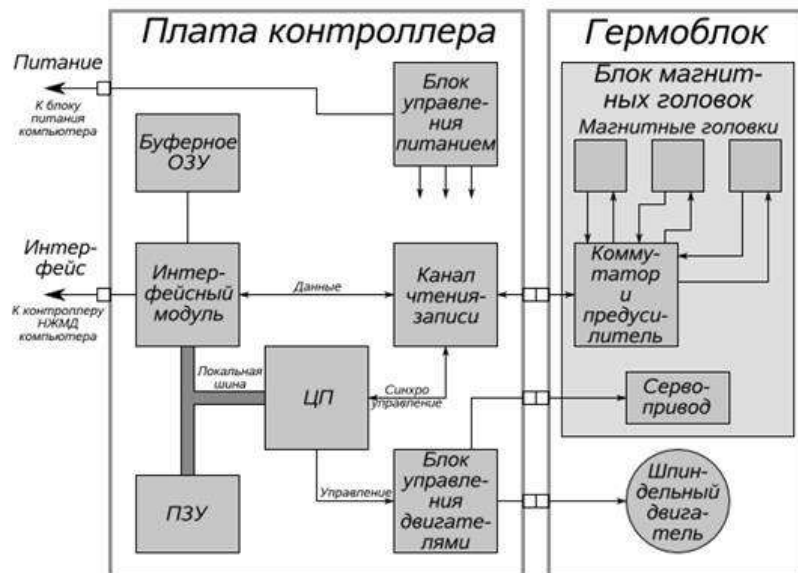 Плата контроллера
Гермоблок
Питание
К блоку
питания
компьютера
Блок
управле-
ния
питанием
Блок магнит-
ных головок
Магнитные головки
Буферное
ОЗУ
Интер-
фейс
К контроллеру
НЖМД
компьютера
Интер-
фейсный
модуль
Данные
Канал
чтения-
записи
Комму-
татор
и
предуси-
литель
Локальная
шина
ЦП
Синхро
управление
Серво-
привод
ПЗУ
Управление
Блок
управле-
ния
двигате-
лями
Шпин-
дельный
двига-
тель